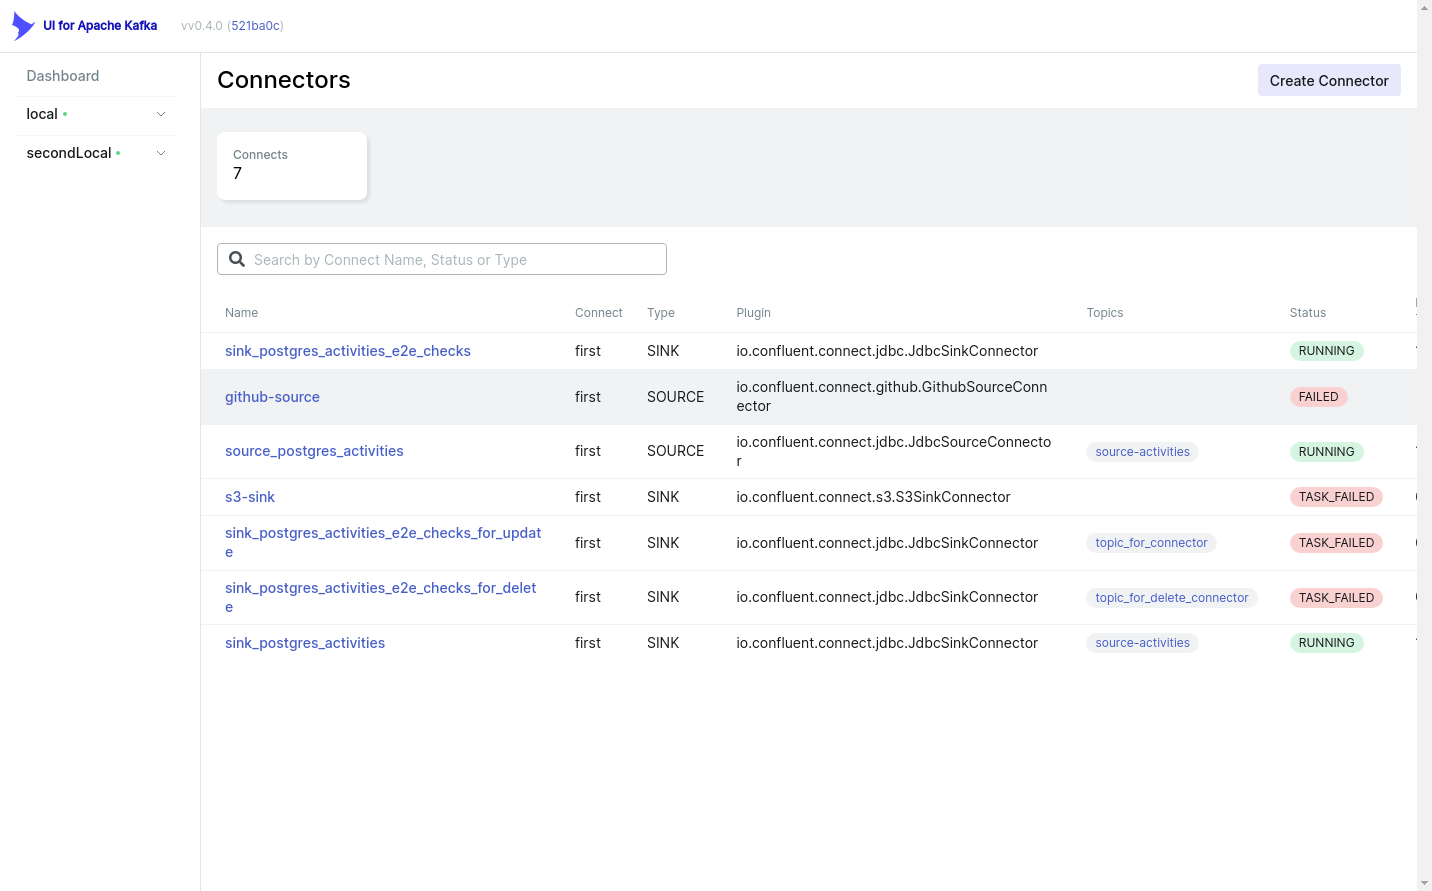 UI for Apache Kafka vv0.4.0 (521ba0c)
Dashboard
local
secondLocal
Connectors
Create Connector
Connects
7
Search by Connect Name, Status or Type
Name Connect Type Plugin Topics Status
sink_postgres_activities_e2e_checks first SINK io.confluent.connect.jdbc.JdbcSinkConnector RUNNING
github-source first SOURCE io.confluent.connect.github.GithubSourceConn
ector FAILED
source_postgres_activities first SOURCE io.confluent.connect.jdbc.JdbcSourceConnecto
r source-activities RUNNING
s3-sink first SINK io.confluent.connect.s3.S3SinkConnector TASK_FAILED
sink_postgres_activities_e2e_checks_for_updat
e first SINK io.confluent.connect.jdbc.JdbcSinkConnector topic_for_connector TASK_FAILED
sink_postgres_activities_e2e_checks_for_delet
e first SINK io.confluent.connect.jdbc.JdbcSinkConnector topic_for_delete_connector TASK_FAILED
sink_postgres_activities first SINK io.confluent.connect.jdbc.JdbcSinkConnector source-activities RUNNING